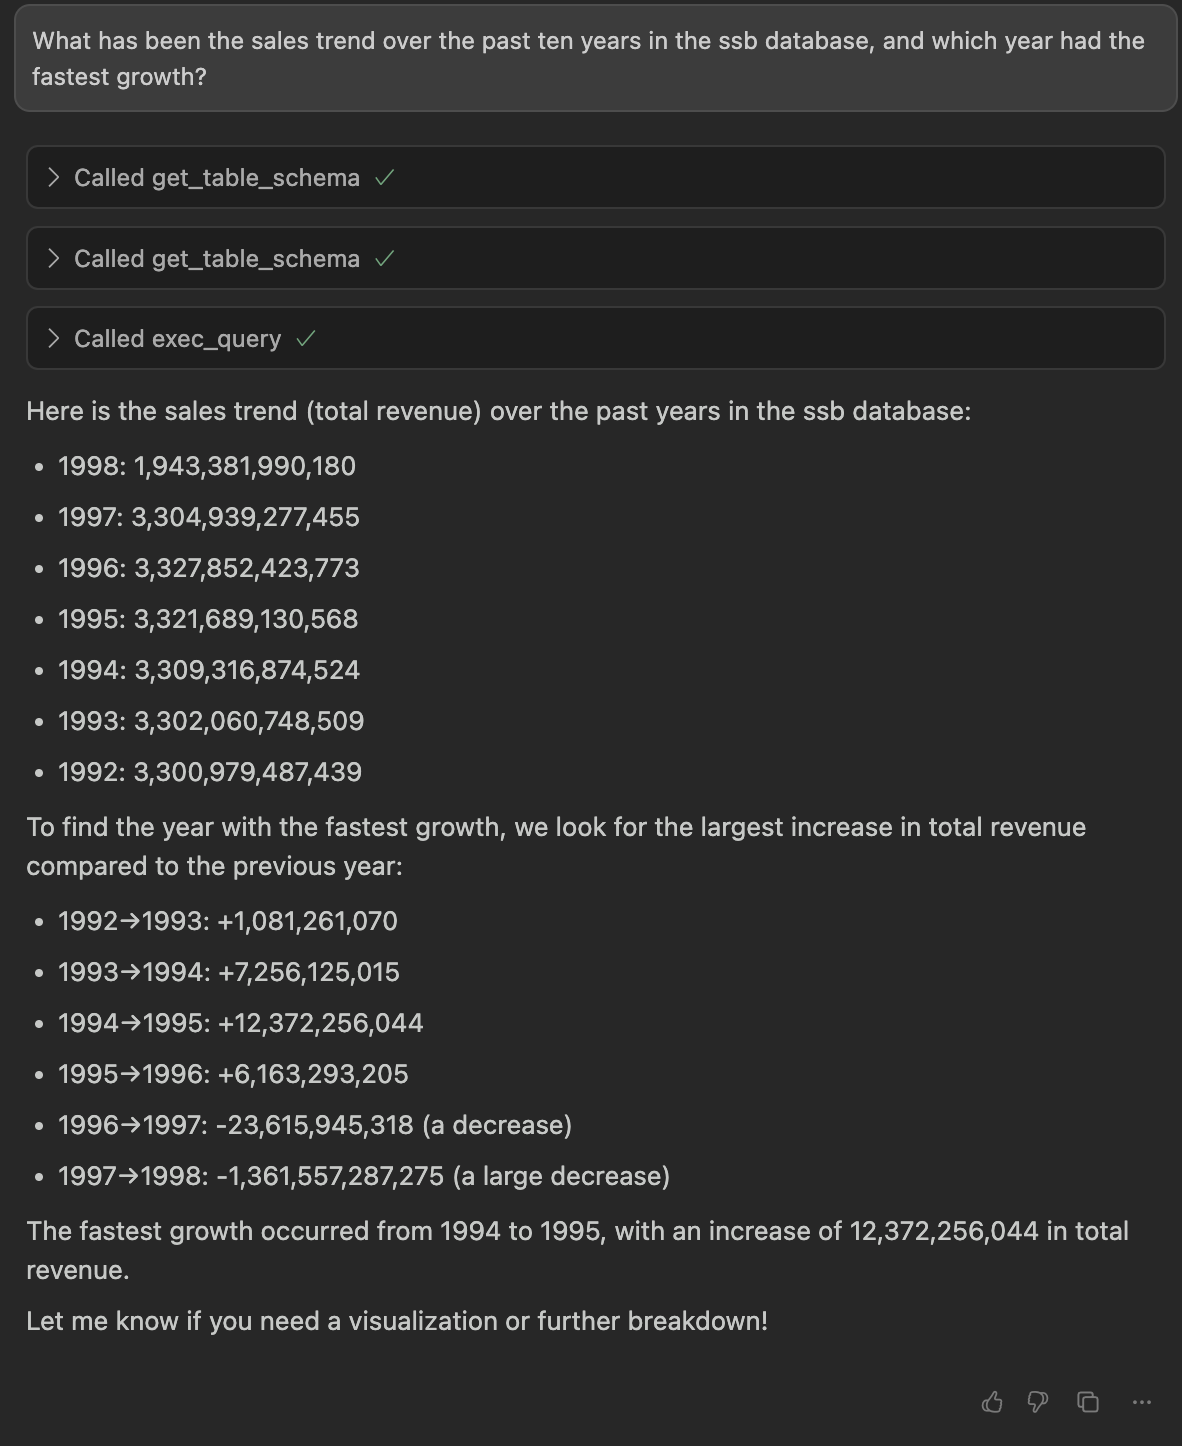 What has been the sales trend over the past ten years in the ssb database, and which year had the
fastest growth?
Called get_table_schema
Called get_table_schema
Called exec_query
Here is the sales trend (total revenue) over the past years in the ssb database:
• 1998: 1,943,381,990,180
• 1997: 3,304,939,277,455
• 1996: 3,327,852,423,773
• 1995: 3,321,689,130,568
• 1994: 3,309,316,874,524
• 1993: 3,302,060,748,509
• 1992: 3,300,979,487,439
To find the year with the fastest growth, we look for the largest increase in total revenue
compared to the previous year:
• 1992→1993: +1,081,261,070
• 1993→1994: +7,256,125,015
• 1994→1995: +12,372,256,044
• 1995→1996: +6,163,293,205
• 1996→1997: -23,615,945,318 (a decrease)
• 1997→1998: -1,361,557,287,275 (a large decrease)
The fastest growth occurred from 1994 to 1995, with an increase of 12,372,256,044 in total
revenue.
Let me know if you need a visualization or further breakdown!